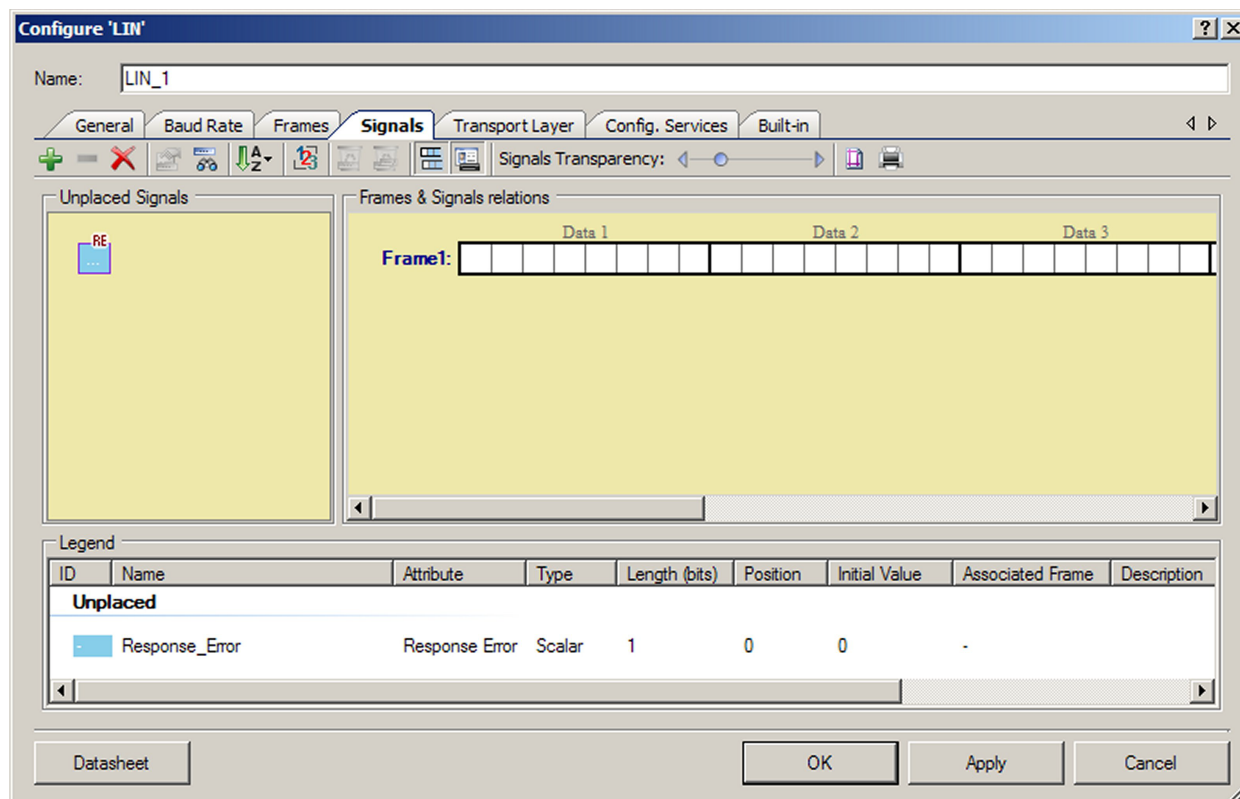 Configure 'LIN'
Name: LIN_1
General Baud Rate Frames Signals Transport Layer Config. Services Built-in
Signals Transparency:
Unplaced Signals
Frames & Signals relations
RE
...
Data 1 Data 2 Data 3
Frame1:
Legend
ID Name Attribute Type Length (bits) Position Initial Value Associated Frame Description
Unplaced
- Response_Error Response Error Scalar 1 0 0 -
Datasheet OK Apply Cancel